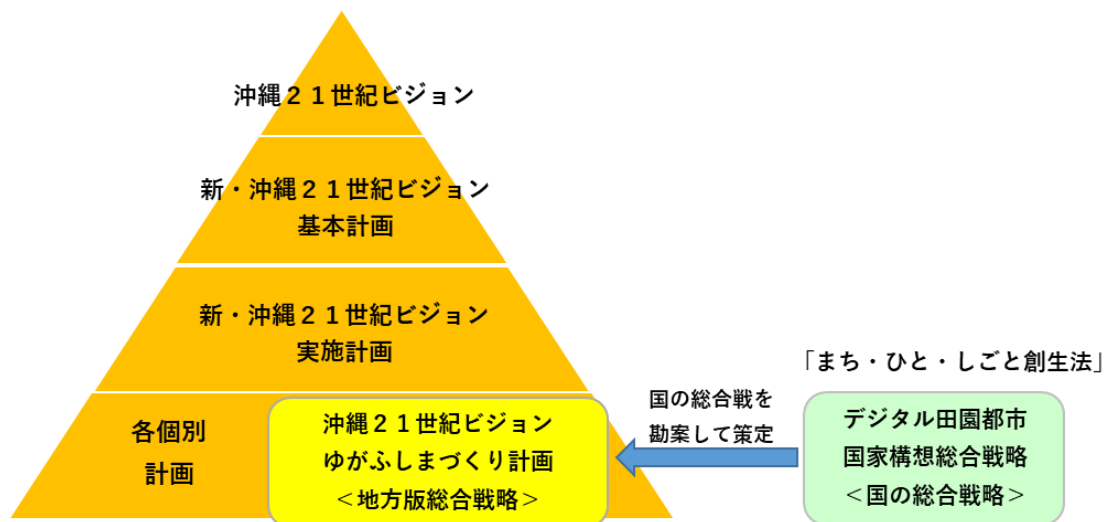 沖縄２１世紀ビジョン
新・沖縄２１世紀ビジョン
基本計画
新・沖縄２１世紀ビジョン
実施計画
各個別
計画
沖縄２１世紀ビジョン
ゆがふしまづくり計画
＜地方版総合戦略＞
国の総合戦を
勘案して策定
「まち・ひと・しごと創生法」
デジタル田園都市
国家構想総合戦略
＜国の総合戦略＞